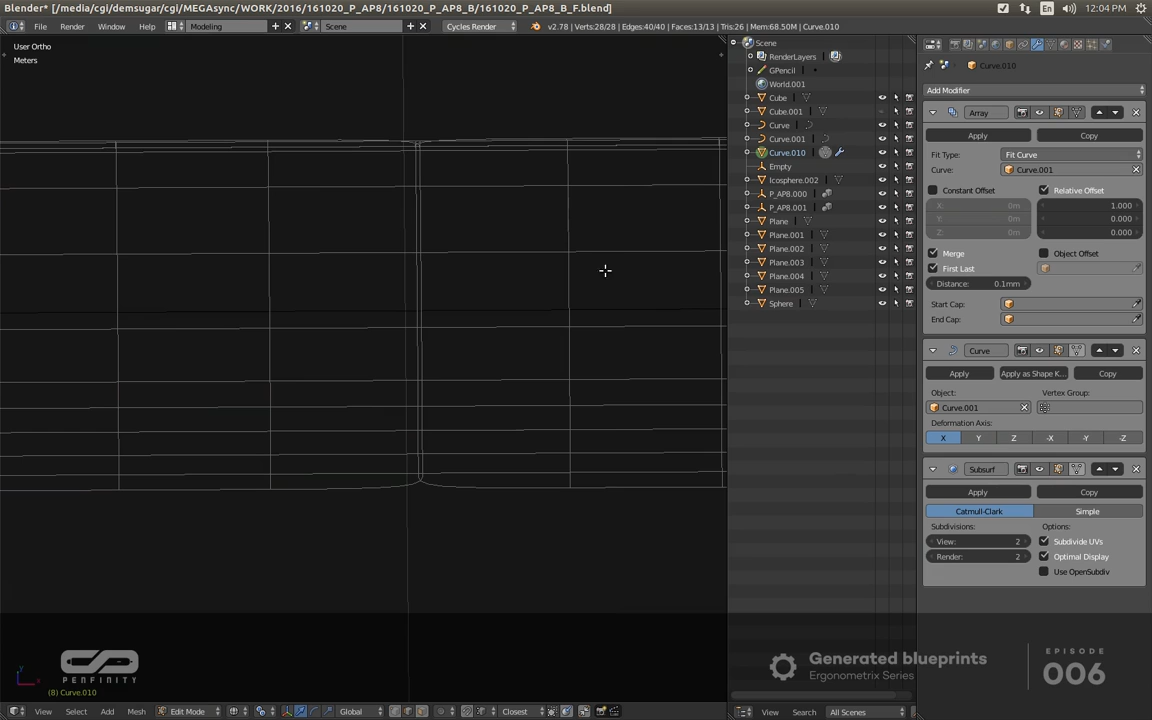 Blender* [/media/cgi/demsugar/cgi/MEGAsync/WORK/2016/161020_P_AP8/161020_P_AP8_B/161020_P_AP8_B_F.blend]
En
12:04 PM
File Render Window Help Modeling Scene Cycles Render v2.78 | Verts:28/28 | Edges:40/40 | Faces:13/13 | Tris:26 | Mem:68.50M | Curve.010
User Ortho
Meters
Scene
RenderLayers
GPencil
World.001
Cube
Cube.001
Curve
Curve.001
Curve.010
Empty
Icosphere.002
P_AP8.000
P_AP8.001
Plane
Plane.001
Plane.002
Plane.003
Plane.004
Plane.005
Sphere
Curve.010
Add Modifier
Array
Apply Copy
Fit Type: Fit Curve
Curve: Curve.001
Constant Offset Relative Offset
X: 0m 1.000
Y: 0m 0.000
Z: 0m 0.000
Merge Object Offset
First Last
Distance: 0.1mm
Start Cap:
End Cap:
Curve
Apply Apply as Shape K... Copy
Object: Vertex Group:
Curve.001
Deformation Axis:
X Y Z -X -Y -Z
Subsurf
Apply Copy
Catmull-Clark Simple
Subdivisions: Options:
View: 2 Subdivide UVs
Render: 2 Optimal Display
Use OpenSubdiv
PENFINITY
(8) Curve.010
Generated blueprints
Ergonometrix Series
EPISODE
006
View Select Add Mesh Edit Mode Global Closest
View Search All Scenes